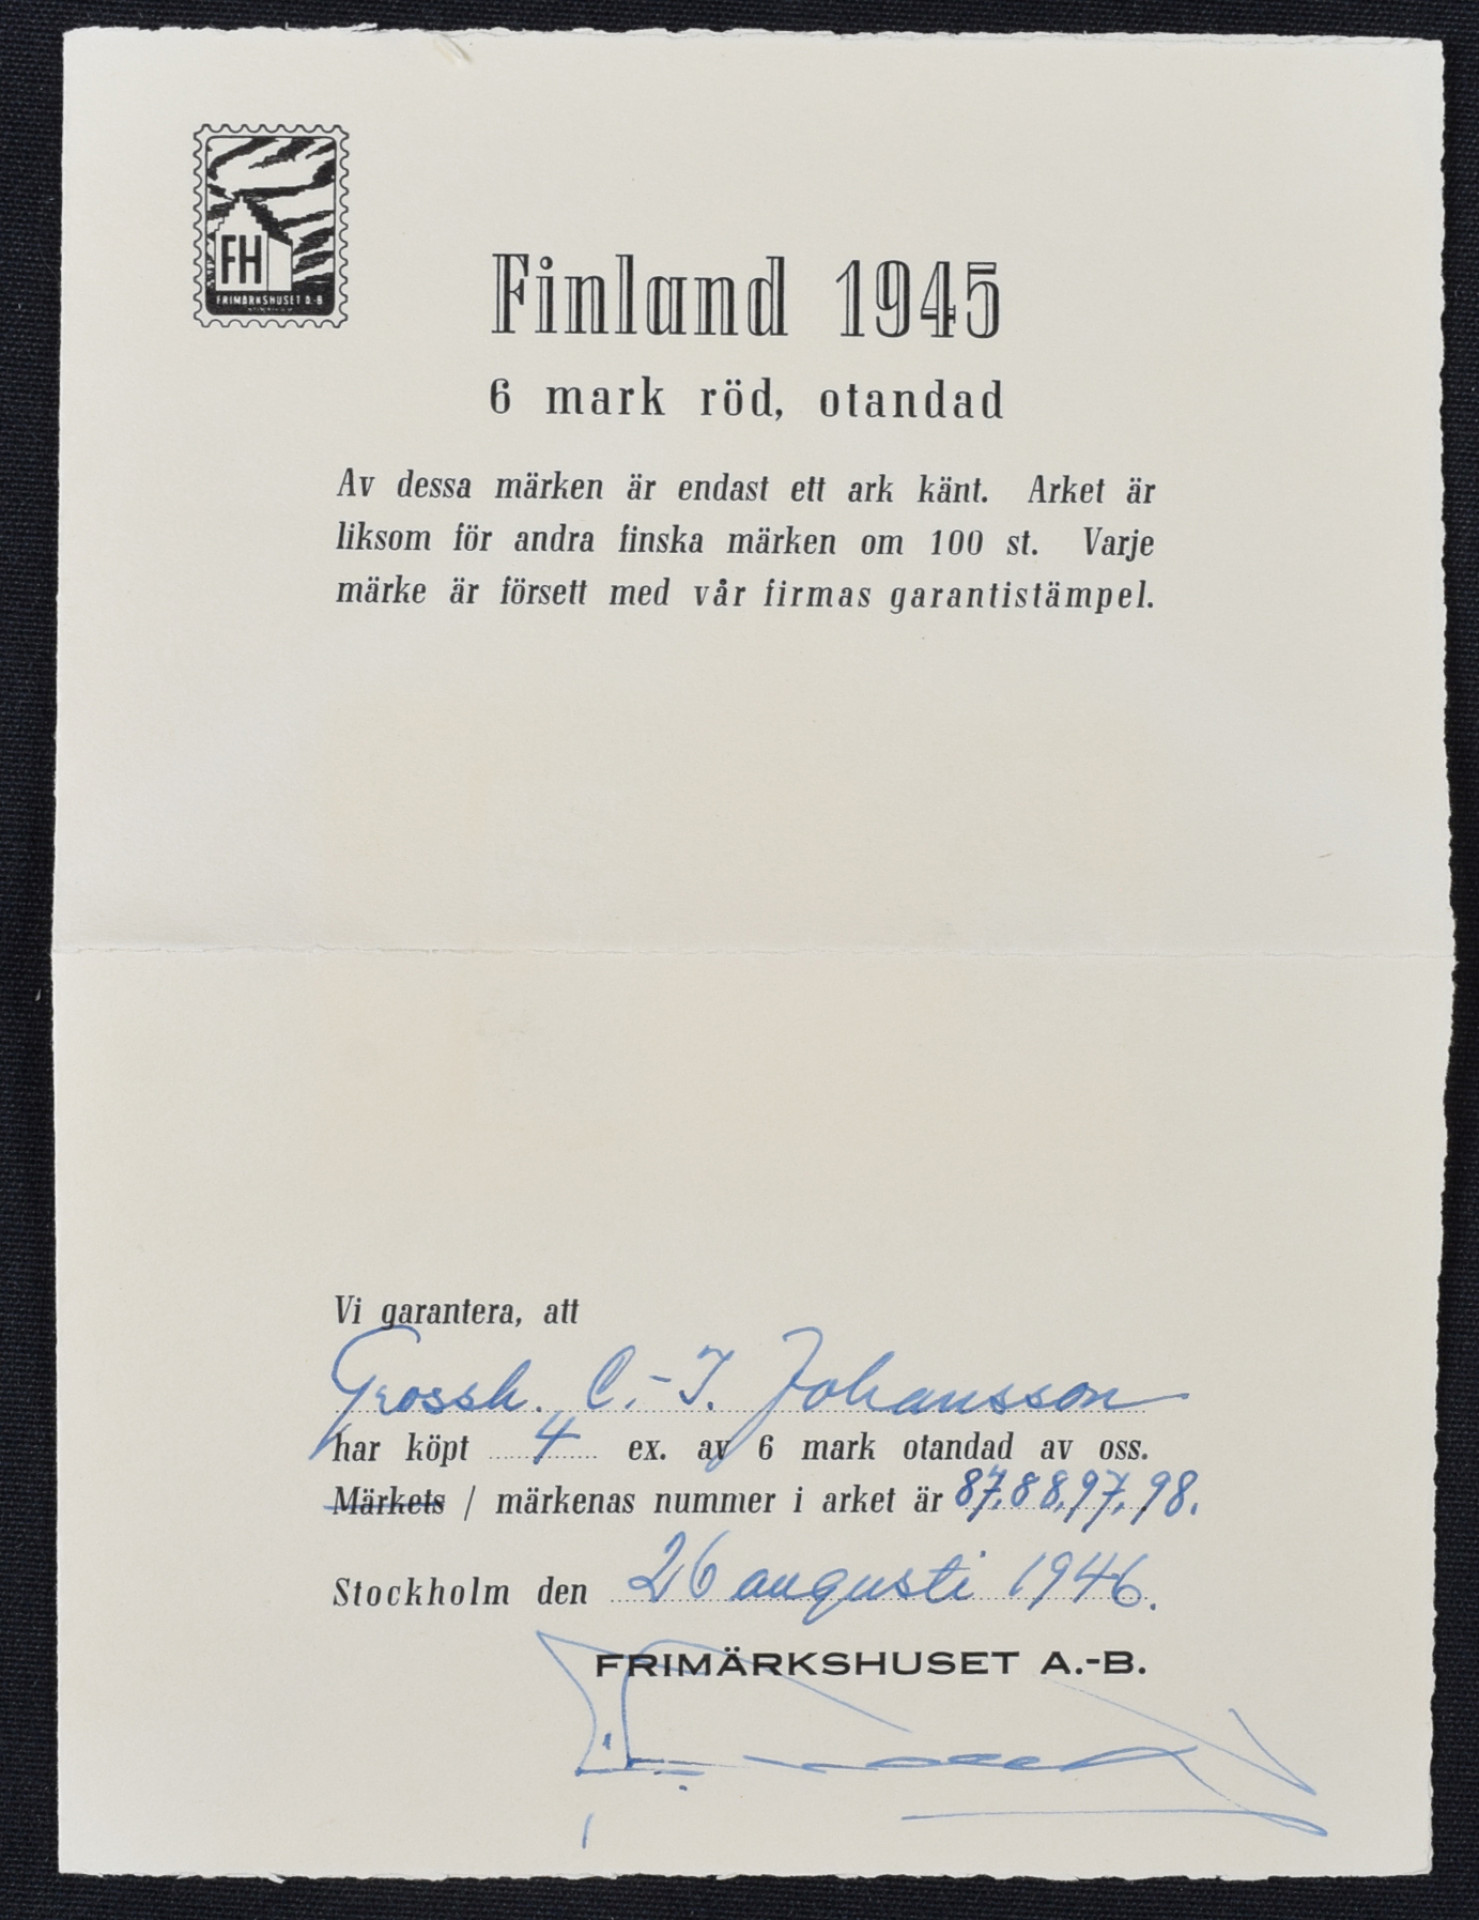 FH
FRIMÄRKSHUSET A.-B
Finland 1945
6 mark röd, otandad
Av dessa märken är endast ett ark känt. Arket är
liksom för andra finska märken om 100 st. Varje
märke är försett med vår firmas garantistämpel.
Vi garantera, att
Grossh. C.-J. Johansson
har köpt 4 ex. av 6 mark otandad av oss.
Märkets / märkenas nummer i arket är 87,88,97,98.
Stockholm den 26 augusti 1946.
FRIMÄRKSHUSET A.-B.